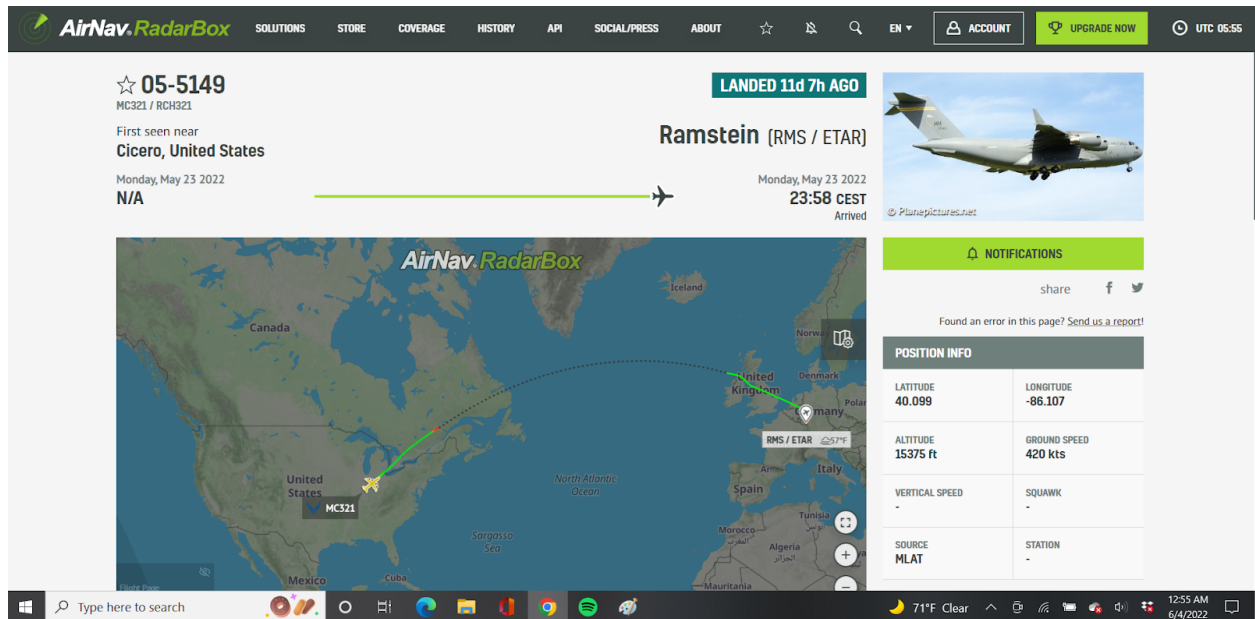 AirNav.RadarBox
SOLUTIONS STORE COVERAGE HISTORY API SOCIAL/PRESS ABOUT EN ACCOUNT UPGRADE NOW UTC 05:55
05-5149
MC321 / RCH321
LANDED 11d 7h AGO
First seen near
Cicero, United States
Ramstein (RMS / ETAR)
Monday, May 23 2022
N/A
Monday, May 23 2022
23:58 CEST
Arrived
© Planepictures.net
AirNav.RadarBox
Iceland
Canada
Norway
United
Kingdom
Denmark
Germany
Polan
RMS / ETAR 57°F
United
States
MC321
North Atlantic
Ocean
Italy
Spain
Sargasso
Sea
Tunisia
Morocco
المغرب
Algeria
الجزائر
Mexico
Cuba
Mauritania
Flight Page
NOTIFICATIONS
share
Found an error in this page? Send us a report!
POSITION INFO
LATITUDE
40.099
LONGITUDE
-86.107
ALTITUDE
15375 ft
GROUND SPEED
420 kts
VERTICAL SPEED
-
SQUAWK
-
SOURCE
MLAT
STATION
-
Type here to search
71°F Clear
12:55 AM
6/4/2022